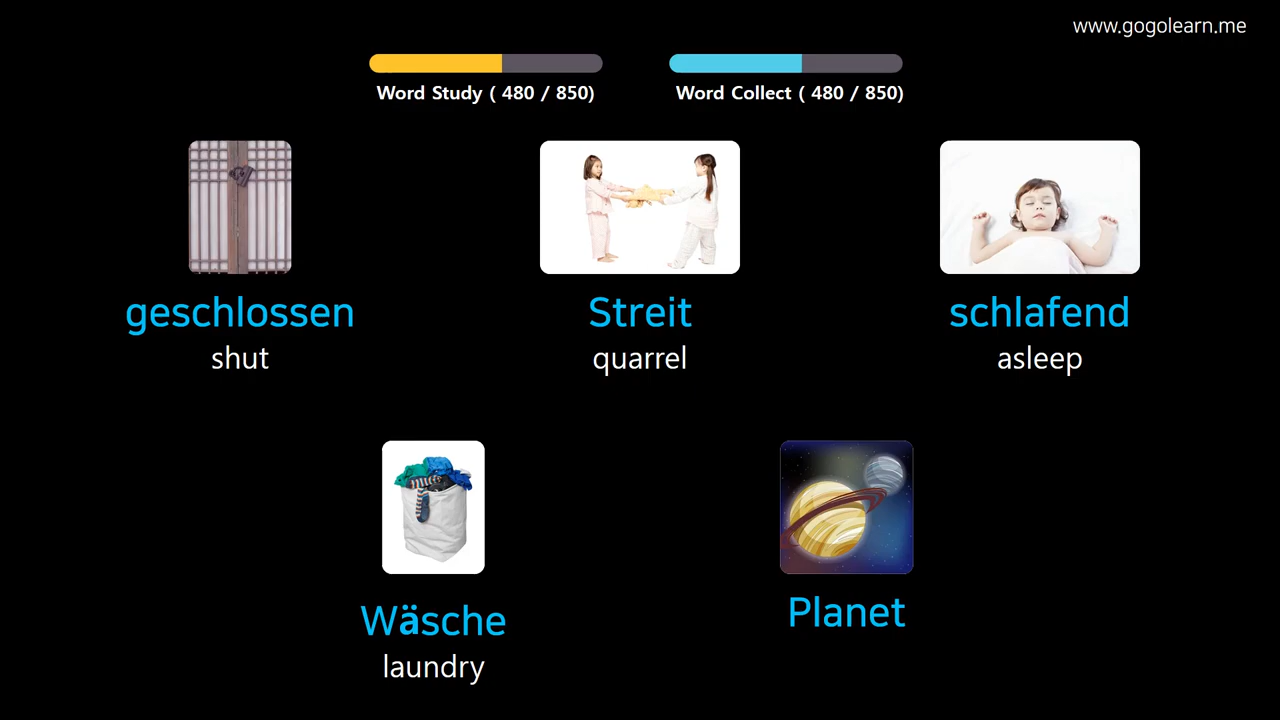 www.gogolearn.me
Word Study ( 480 / 850)
Word Collect ( 480 / 850)
geschlossen
shut
Streit
quarrel
schlafend
asleep
Wäsche
laundry
Planet